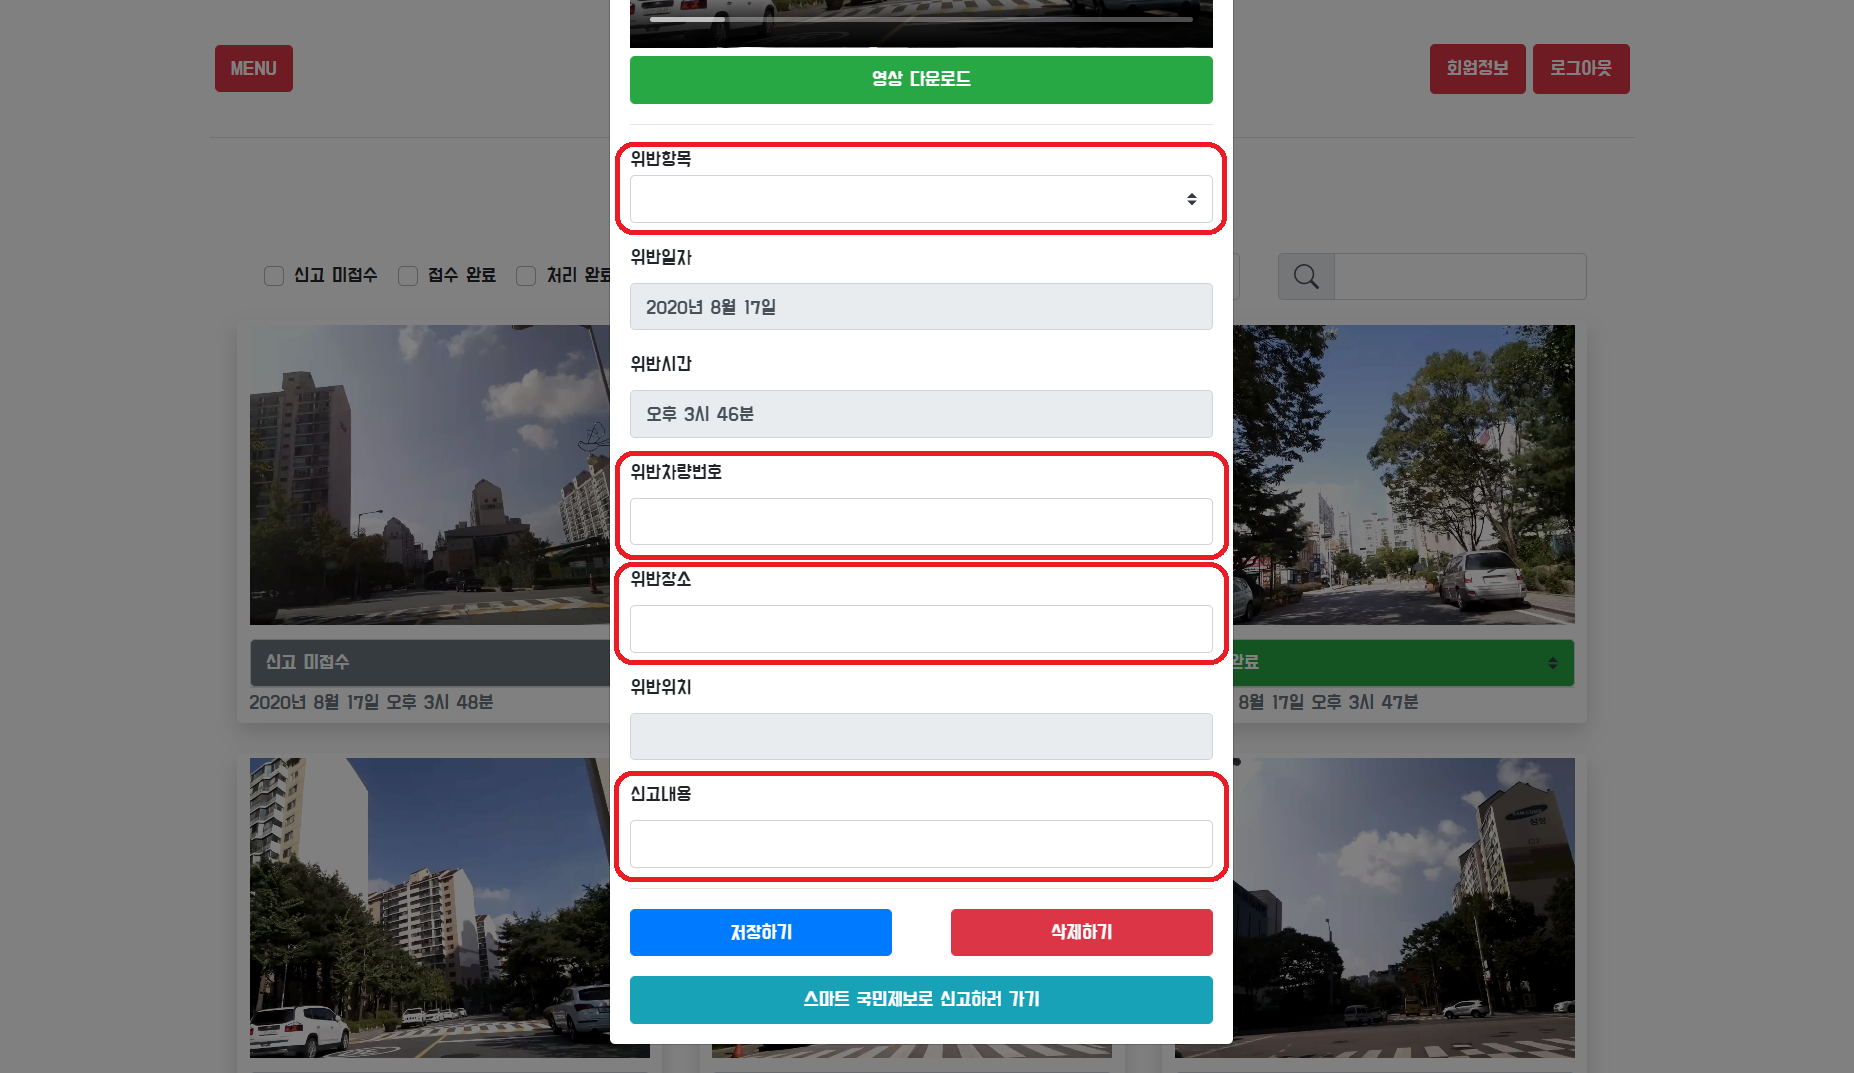 MENU
회원정보
로그아웃
영상 다운로드
위반항목
위반일자
2020년 8월 17일
위반시간
오후 3시 46분
위반차량번호
위반장소
위반위치
신고내용
저장하기
삭제하기
스마트 국민제보로 신고하러 가기
신고 미접수
접수 완료
처리 완료
신고 미접수
2020년 8월 17일 오후 3시 48분
완료
8월 17일 오후 3시 47분
삼성